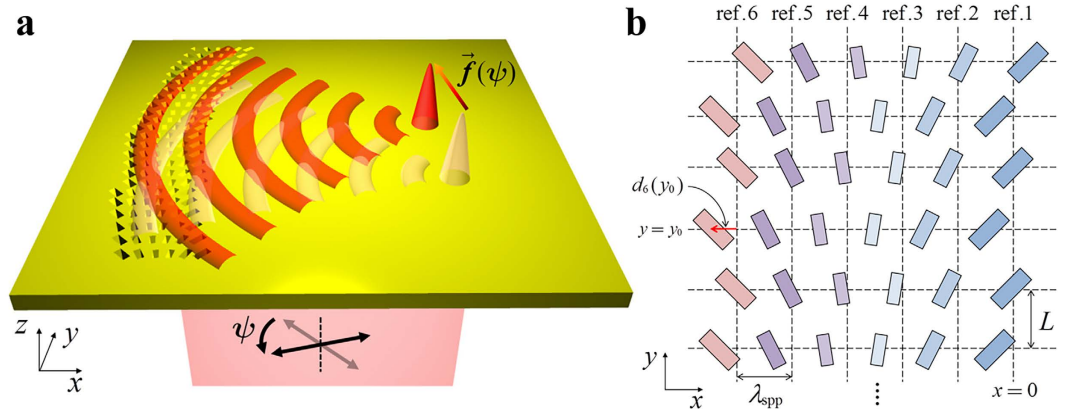 a
f⃗(ψ)
ψ
z
y
x
b
ref.6 ref.5 ref.4 ref.3 ref.2 ref.1
d₆(y₀)
y = y₀
L
y
x
λspp
x = 0